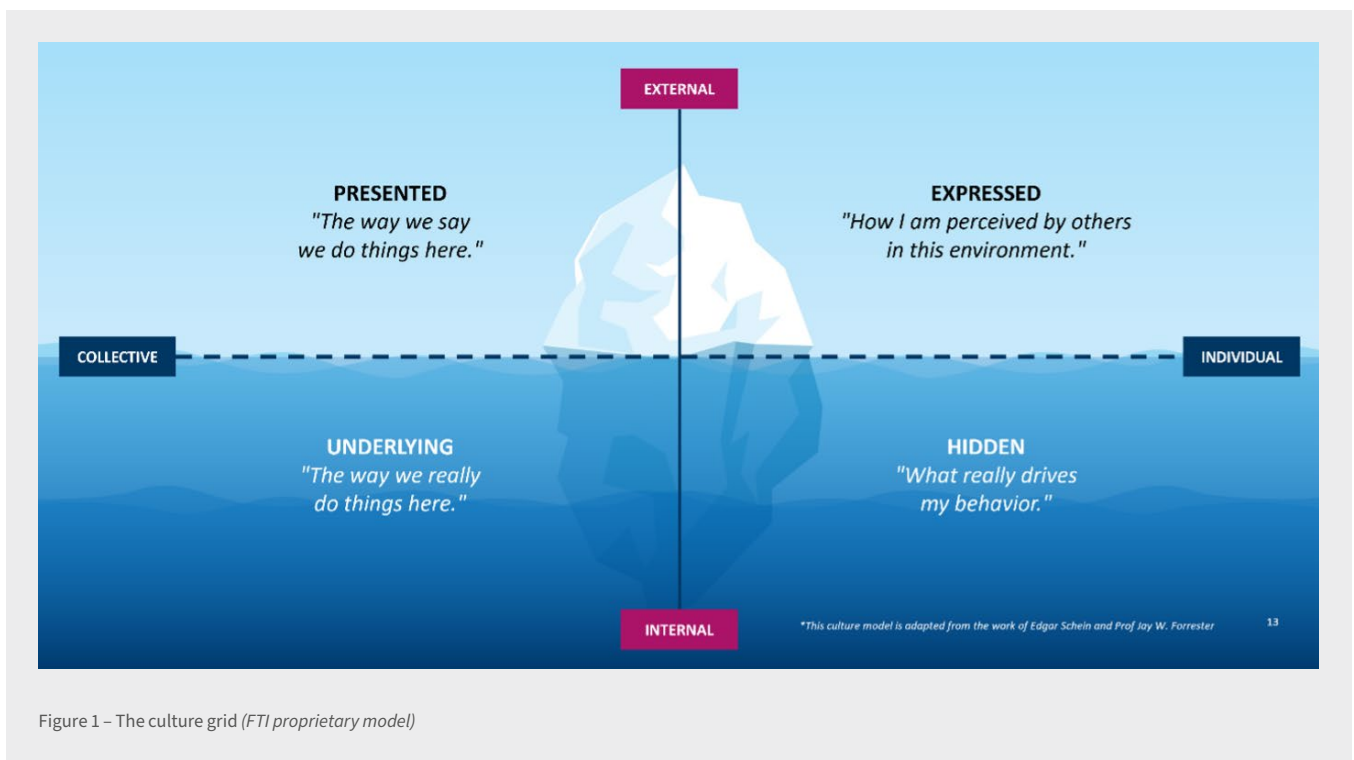 EXTERNAL
PRESENTED
"The way we say
we do things here."
EXPRESSED
"How I am perceived by others
in this environment."
COLLECTIVE
INDIVIDUAL
UNDERLYING
"The way we really
do things here."
HIDDEN
"What really drives
my behavior."
INTERNAL
*This culture model is adapted from the work of Edgar Schein and Prof Jay W. Forrester
13
Figure 1 – The culture grid (FTI proprietary model)